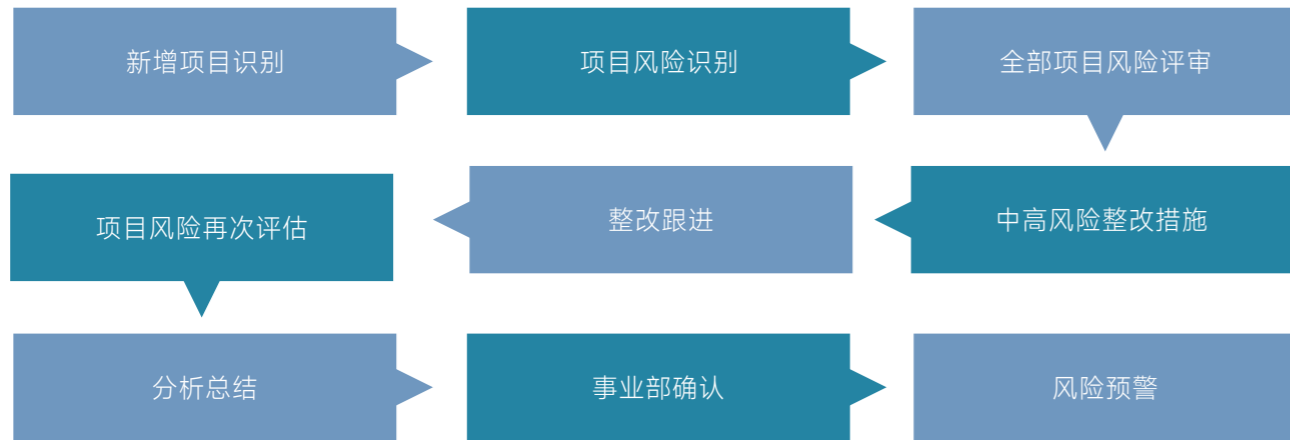 新增项目识别
项目风险识别
全部项目风险评审
中高风险整改措施
整改跟进
项目风险再次评估
分析总结
事业部确认
风险预警